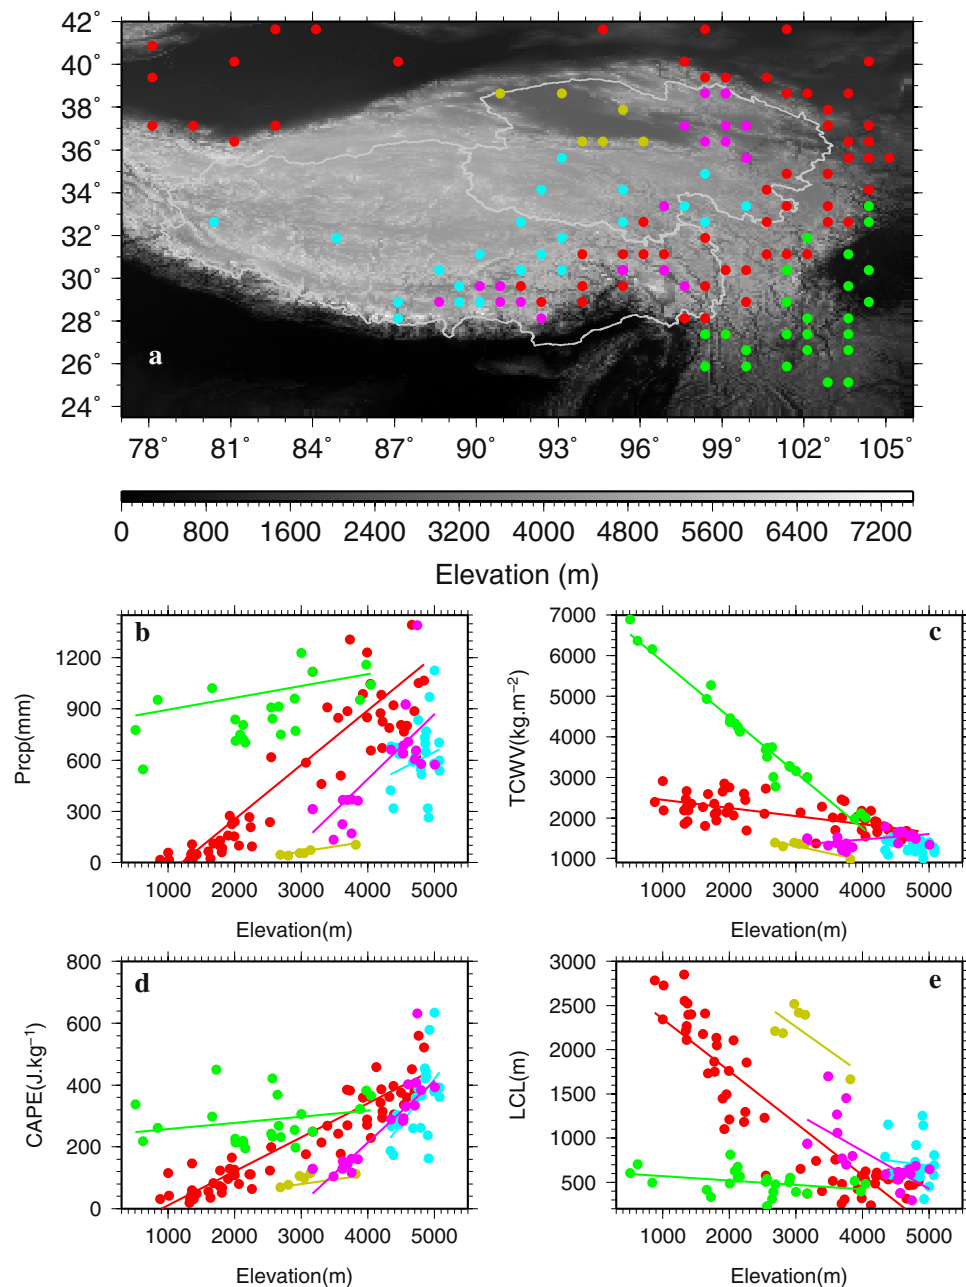 42°
40°
38°
36°
34°
32°
30°
28°
26°
24°
a
78° 81° 84° 87° 90° 93° 96° 99° 102° 105°
0 800 1600 2400 3200 4000 4800 5600 6400 7200
Elevation (m)
b
1200
900
600
300
0
Prcp(mm)
1000 2000 3000 4000 5000
Elevation(m)
c
7000
6000
5000
4000
3000
2000
1000
TCWV(kg.m⁻²)
1000 2000 3000 4000 5000
Elevation(m)
d
800
600
400
200
0
CAPE(J.kg⁻¹)
1000 2000 3000 4000 5000
Elevation(m)
e
3000
2500
2000
1500
1000
500
LCL(m)
1000 2000 3000 4000 5000
Elevation(m)